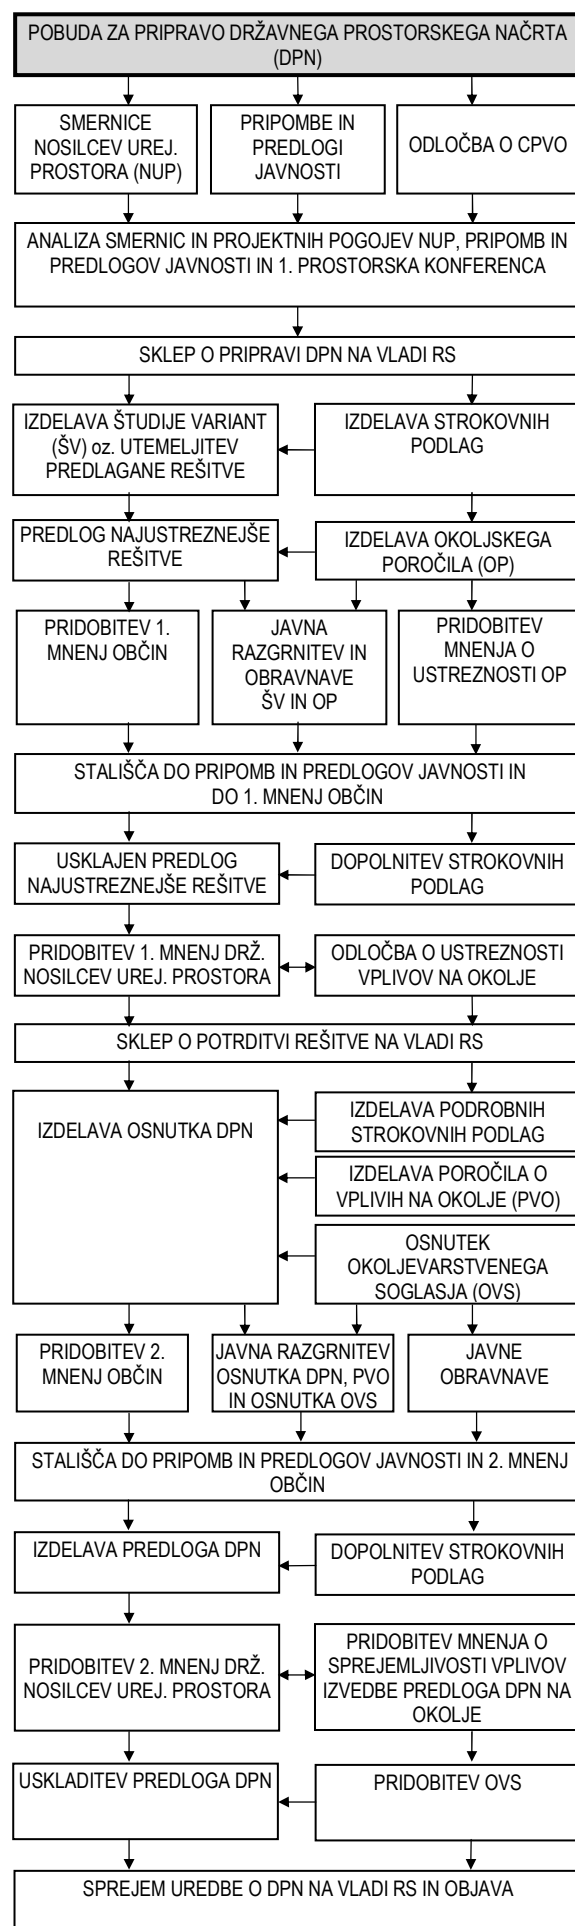 POBUDA ZA PRIPRAVO DRŽAVNEGA PROSTORSKEGA NAČRTA
(DPN)
SMERNICE
NOSILCEV UREJ.
PROSTORA (NUP)
PRIPOMBE IN
PREDLOGI
JAVNOSTI
ODLOČBA O CPVO
ANALIZA SMERNIC IN PROJEKTNIH POGOJEV NUP, PRIPOMB IN
PREDLOGOV JAVNOSTI IN 1. PROSTORSKA KONFERENCA
SKLEP O PRIPRAVI DPN NA VLADI RS
IZDELAVA ŠTUDIJE VARIANT
(ŠV) oz. UTEMELJITEV
PREDLAGANE REŠITVE
IZDELAVA STROKOVNIH
PODLAG
PREDLOG NAJUSTREZNEJŠE
REŠITVE
IZDELAVA OKOLJSKEGA
POROČILA (OP)
PRIDOBITEV 1.
MNENJ OBČIN
JAVNA
RAZGRNITEV IN
OBRAVNAVE
ŠV IN OP
PRIDOBITEV
MNENJA O
USTREZNOSTI OP
STALIŠČA DO PRIPOMB IN PREDLOGOV JAVNOSTI IN
DO 1. MNENJ OBČIN
USKLAJEN PREDLOG
NAJUSTREZNEJŠE REŠITVE
DOPOLNITEV STROKOVNIH
PODLAG
PRIDOBITEV 1. MNENJ DRŽ.
NOSILCEV UREJ. PROSTORA
ODLOČBA O USTREZNOSTI
VPLIVOV NA OKOLJE
SKLEP O POTRDITVI REŠITVE NA VLADI RS
IZDELAVA OSNUTKA DPN
IZDELAVA PODROBNIH
STROKOVNIH PODLAG
IZDELAVA POROČILA O
VPLIVIH NA OKOLJE (PVO)
OSNUTEK
OKOLJEVARSTVENEGA
SOGLASJA (OVS)
PRIDOBITEV 2.
MNENJ OBČIN
JAVNA RAZGRNITEV
OSNUTKA DPN, PVO
IN OSNUTKA OVS
JAVNE
OBRAVNAVE
STALIŠČA DO PRIPOMB IN PREDLOGOV JAVNOSTI IN 2. MNENJ
OBČIN
IZDELAVA PREDLOGA DPN
DOPOLNITEV STROKOVNIH
PODLAG
PRIDOBITEV 2. MNENJ DRŽ.
NOSILCEV UREJ. PROSTORA
PRIDOBITEV MNENJA O
SPREJEMLJIVOSTI VPLIVOV
IZVEDBE PREDLOGA DPN NA
OKOLJE
USKLADITEV PREDLOGA DPN
PRIDOBITEV OVS
SPREJEM UREDBE O DPN NA VLADI RS IN OBJAVA